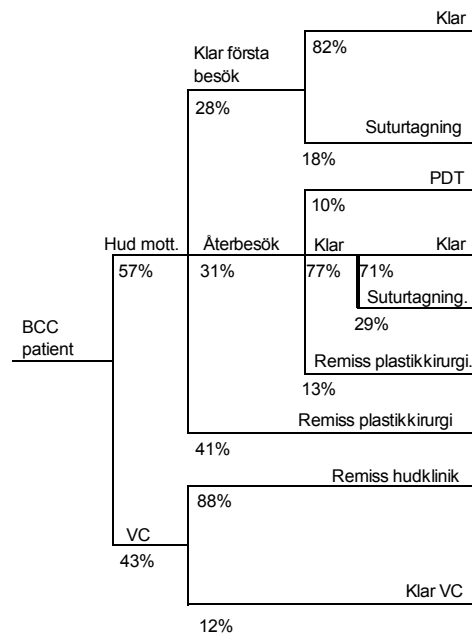 Klar
Klar första
besök
82%
28%
Suturtagning
18%
PDT
10%
Hud mott.
Återbesök
Klar
Klar
57%
31%
77%
71%
Suturtagning.
29%
BCC
patient
Remiss plastikkirurgi.
13%
Remiss plastikkirurgi
41%
Remiss hudklinik
88%
VC
43%
Klar VC
12%